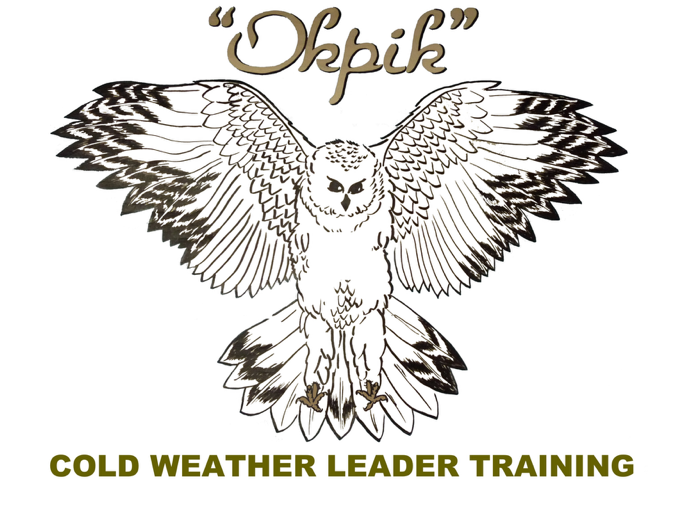 “Okpik”
COLD WEATHER LEADER TRAINING